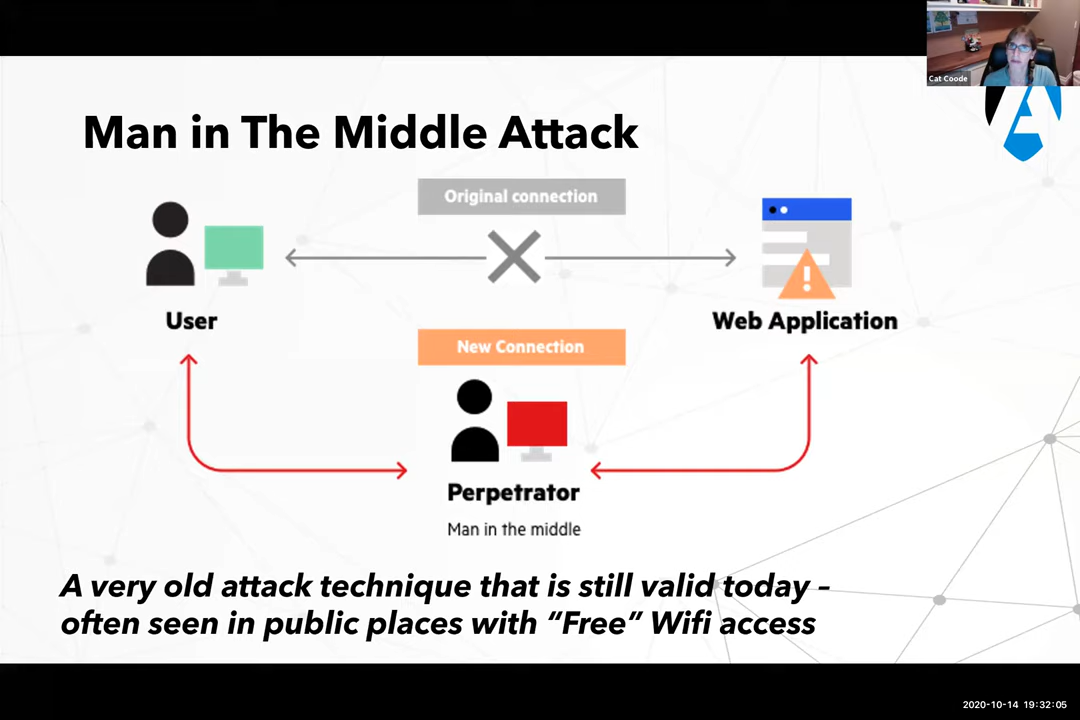 Cat Coode
Man in The Middle Attack
Original connection
User
Web Application
New Connection
Perpetrator
Man in the middle
A very old attack technique that is still valid today –
often seen in public places with “Free” Wifi access
2020-10-14 19:32:05